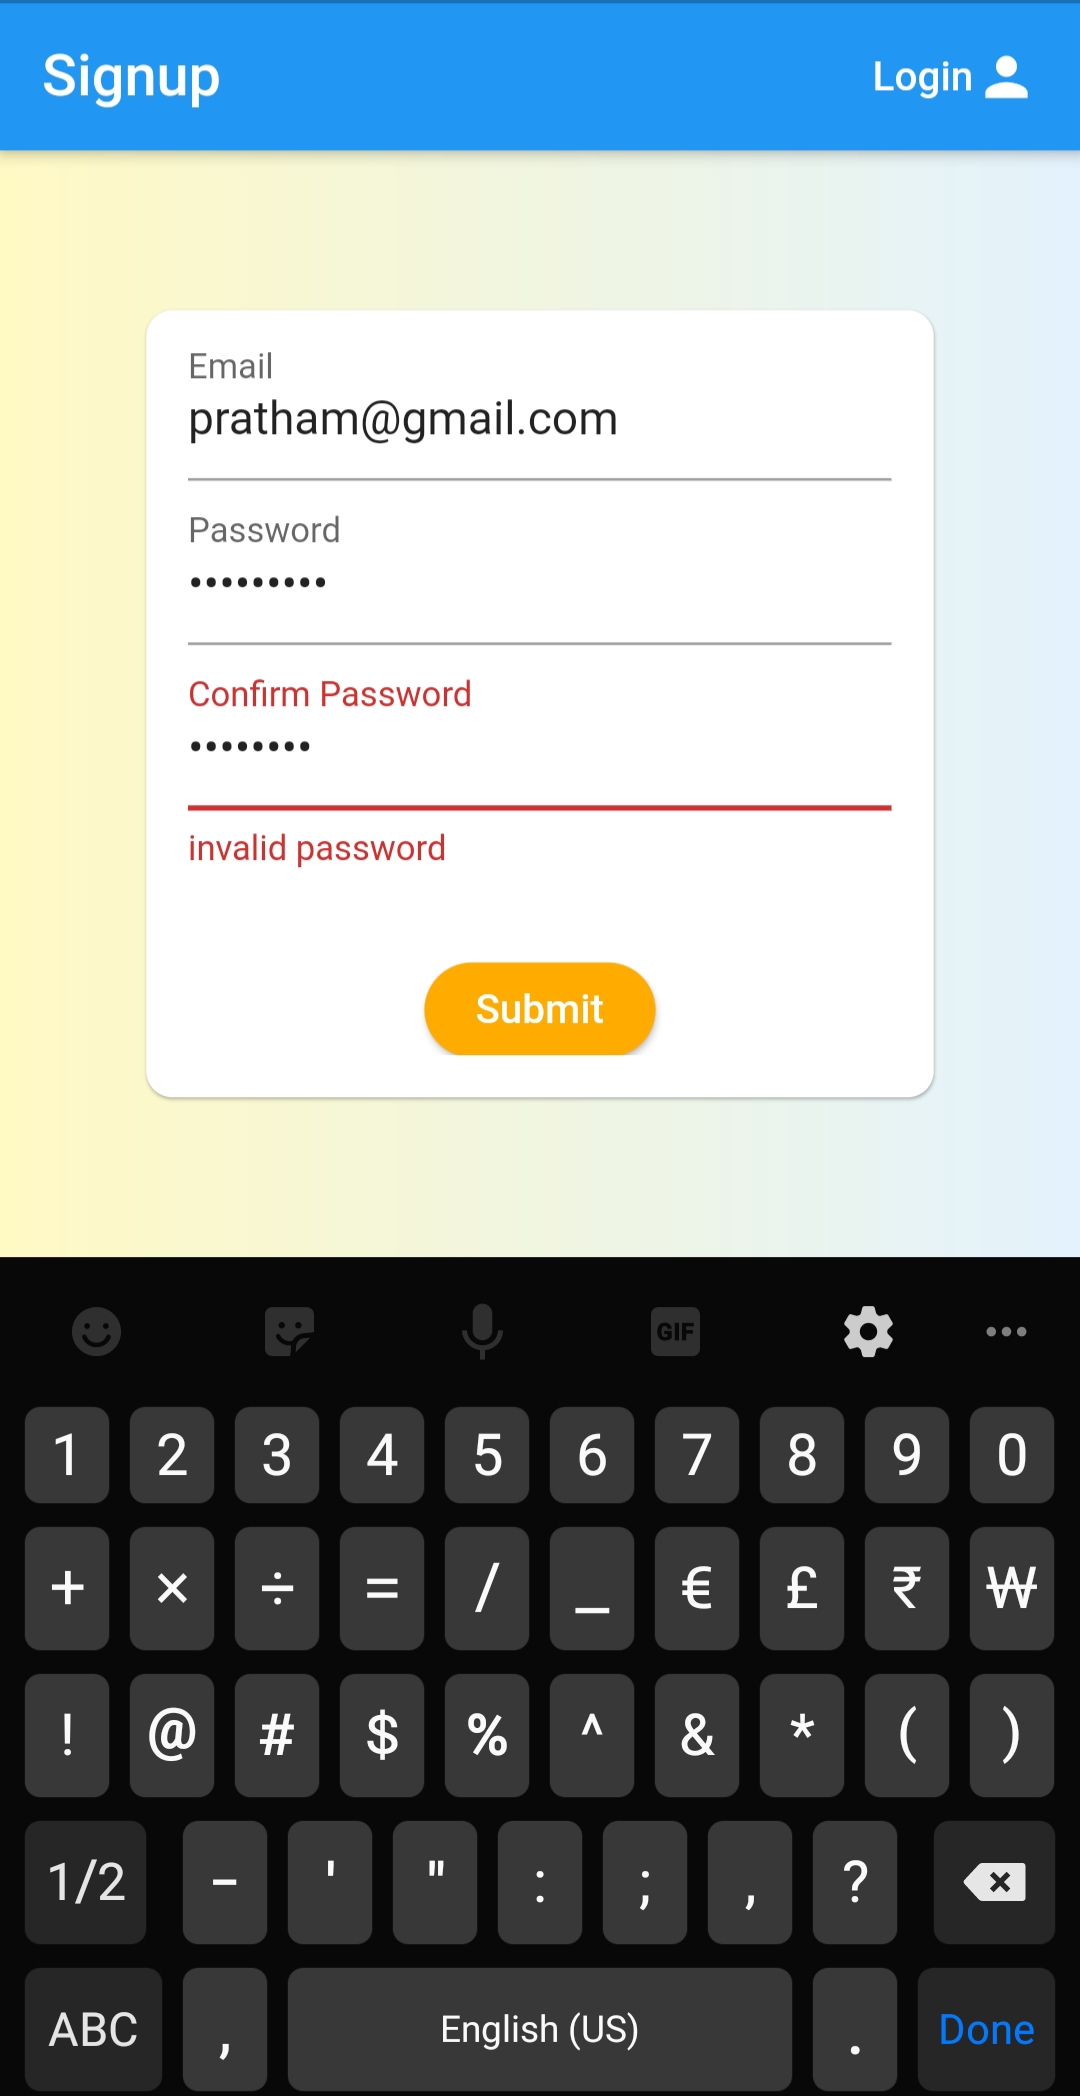 Signup
Login
Email
pratham@gmail.com
Password
•••••••••
Confirm Password
••••••••
invalid password
Submit
GIF
1 2 3 4 5 6 7 8 9 0
+ × ÷ = / _ € £ ₹ ₩
! @ # $ % ^ & * ( )
1/2 - ' " : ; , ?
ABC , English (US) . Done